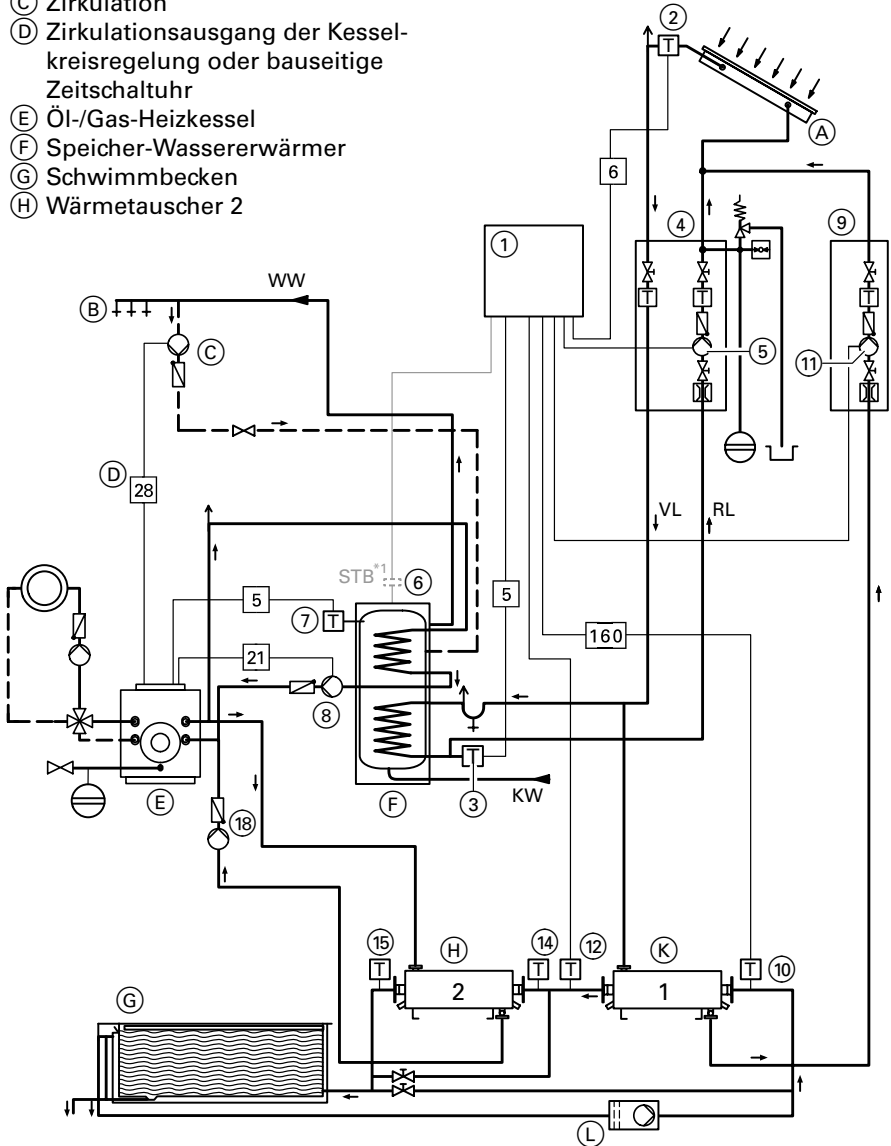 Ⓒ Zirkulation
Ⓓ Zirkulationsausgang der Kessel-
kreisregelung oder bauseitige
Zeitschaltuhr
Ⓔ Öl-/Gas-Heizkessel
Ⓕ Speicher-Wassererwärmer
Ⓖ Schwimmbecken
Ⓗ Wärmetauscher 2
② T
Ⓐ
6
① ④ ⑨
WW
Ⓑ
T T T
Ⓒ ⑤ ⑪
Ⓓ 28
VL RL
STB*1 ⑥
5 5
⑦ T
160
21
⑧
T
Ⓔ Ⓕ ③ KW
⑱
⑮ Ⓗ ⑭ ⑫ Ⓚ
T T T T ⑩
2 1
Ⓖ
Ⓛ